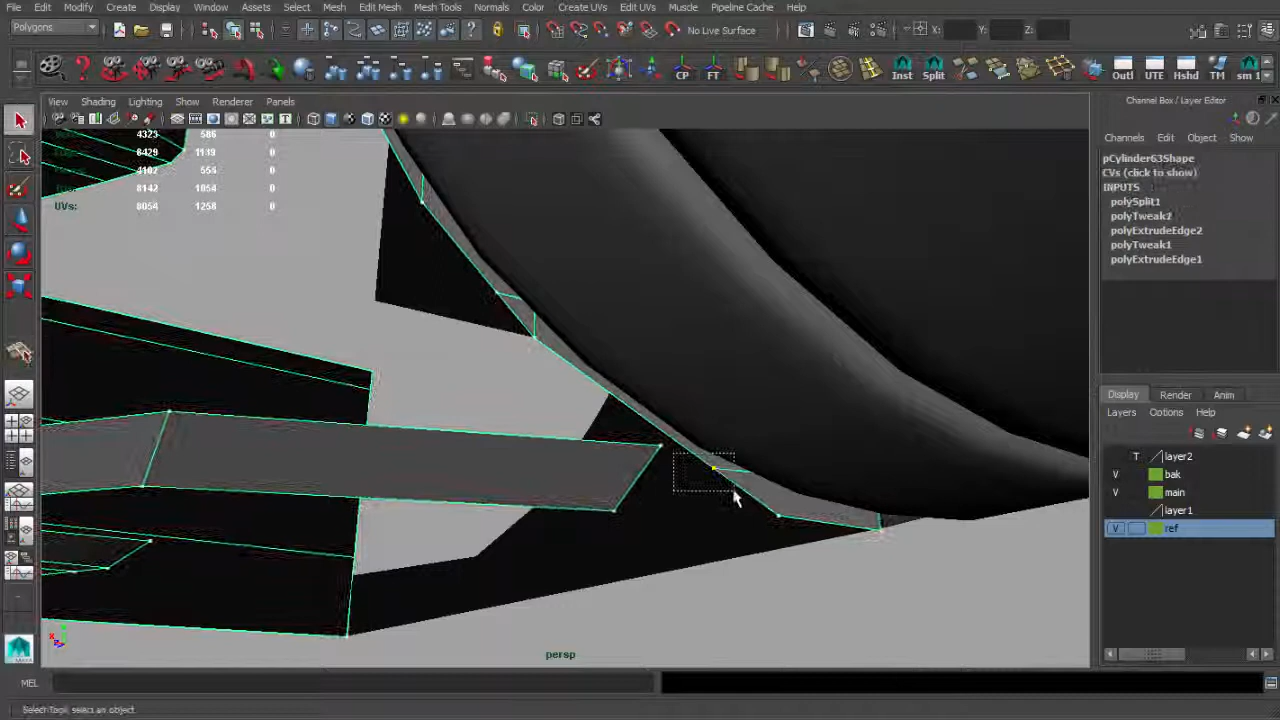 File Edit Modify Create Display Window Assets Select Mesh Edit Mesh Mesh Tools Normals Color Create UVs Edit UVs Muscle Pipeline Cache Help
Polygons No Live Surface X: Y: Z:
CP FT Inst Split Outl UTE Hshd TM sm 1
View Shading Lighting Show Renderer Panels
Channel Box / Layer Editor
Channels Edit Object Show
4323 586 0
8429 1139 0
4102 554 0
8142 1054 0
UVs: 8054 1258 0
pCylinder63Shape
CVs (click to show)
INPUTS
polySplit1
polyTweak2
polyExtrudeEdge2
polyTweak1
polyExtrudeEdge1
Display Render Anim
Layers Options Help
T layer2
V bak
V main
layer1
V ref
persp
MEL
Select Tool: select an object